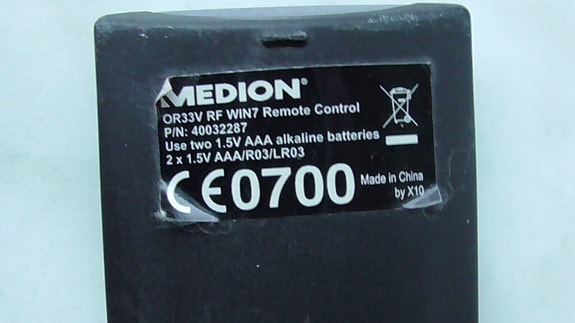 MEDION®
OR33V RF WIN7 Remote Control
P/N: 40032287
Use two 1.5V AAA alkaline batteries
2 x 1.5V AAA/R03/LR03
CE0700
Made in China
by X10